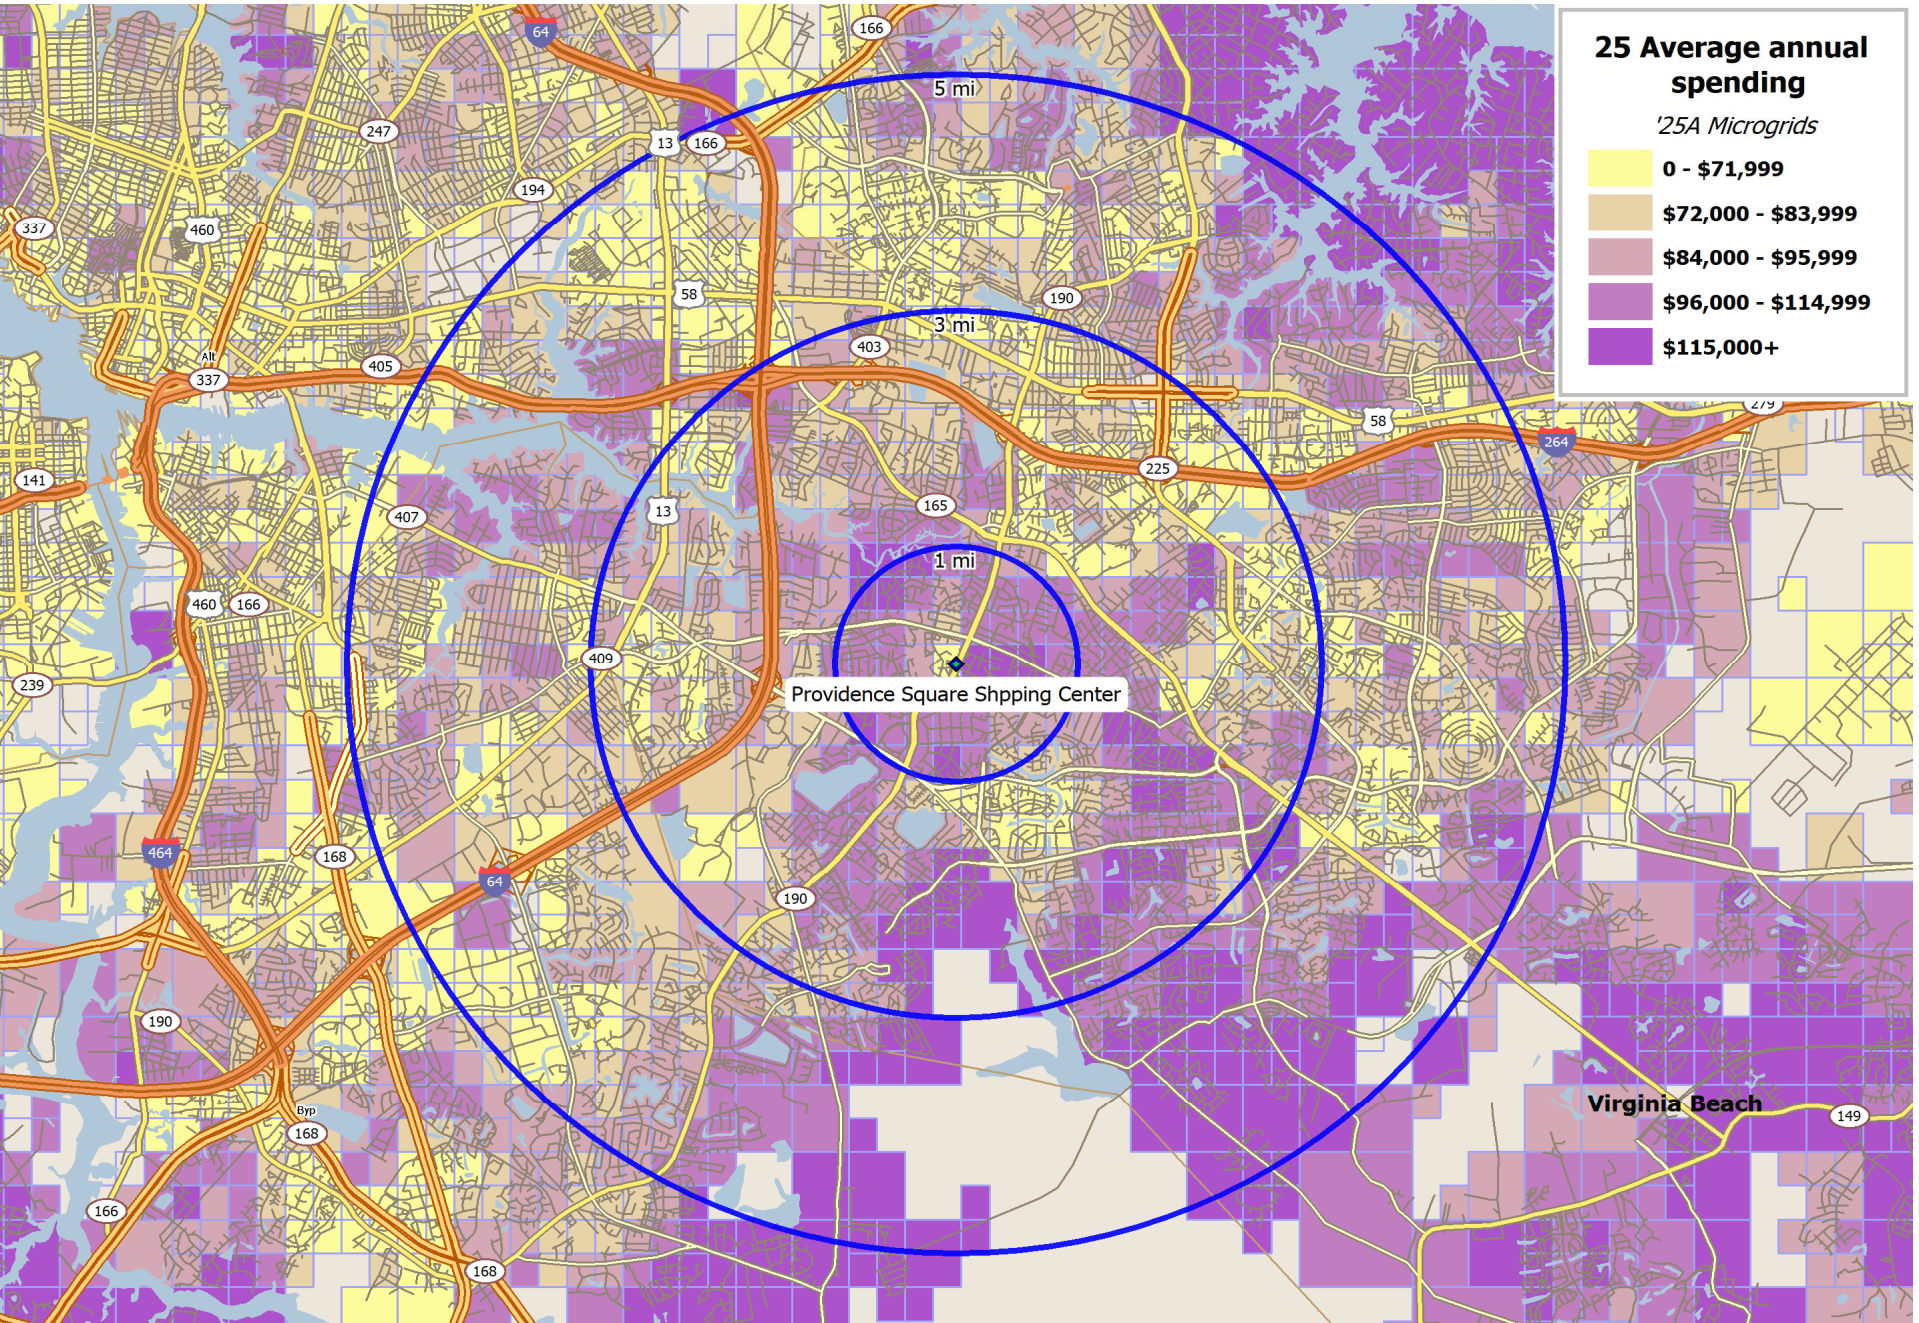 25 Average annual
spending
'25A Microgrids
0 - $71,999
$72,000 - $83,999
$84,000 - $95,999
$96,000 - $114,999
$115,000+
64
166
5 mi
247
13
166
194
337
460
58
190
3 mi
403
Alt
337
405
279
58
264
225
141
165
407
13
1 mi
460
166
409
239
Providence Square Shpping Center
464
168
64
190
190
Virginia Beach
149
Byp
168
166
168